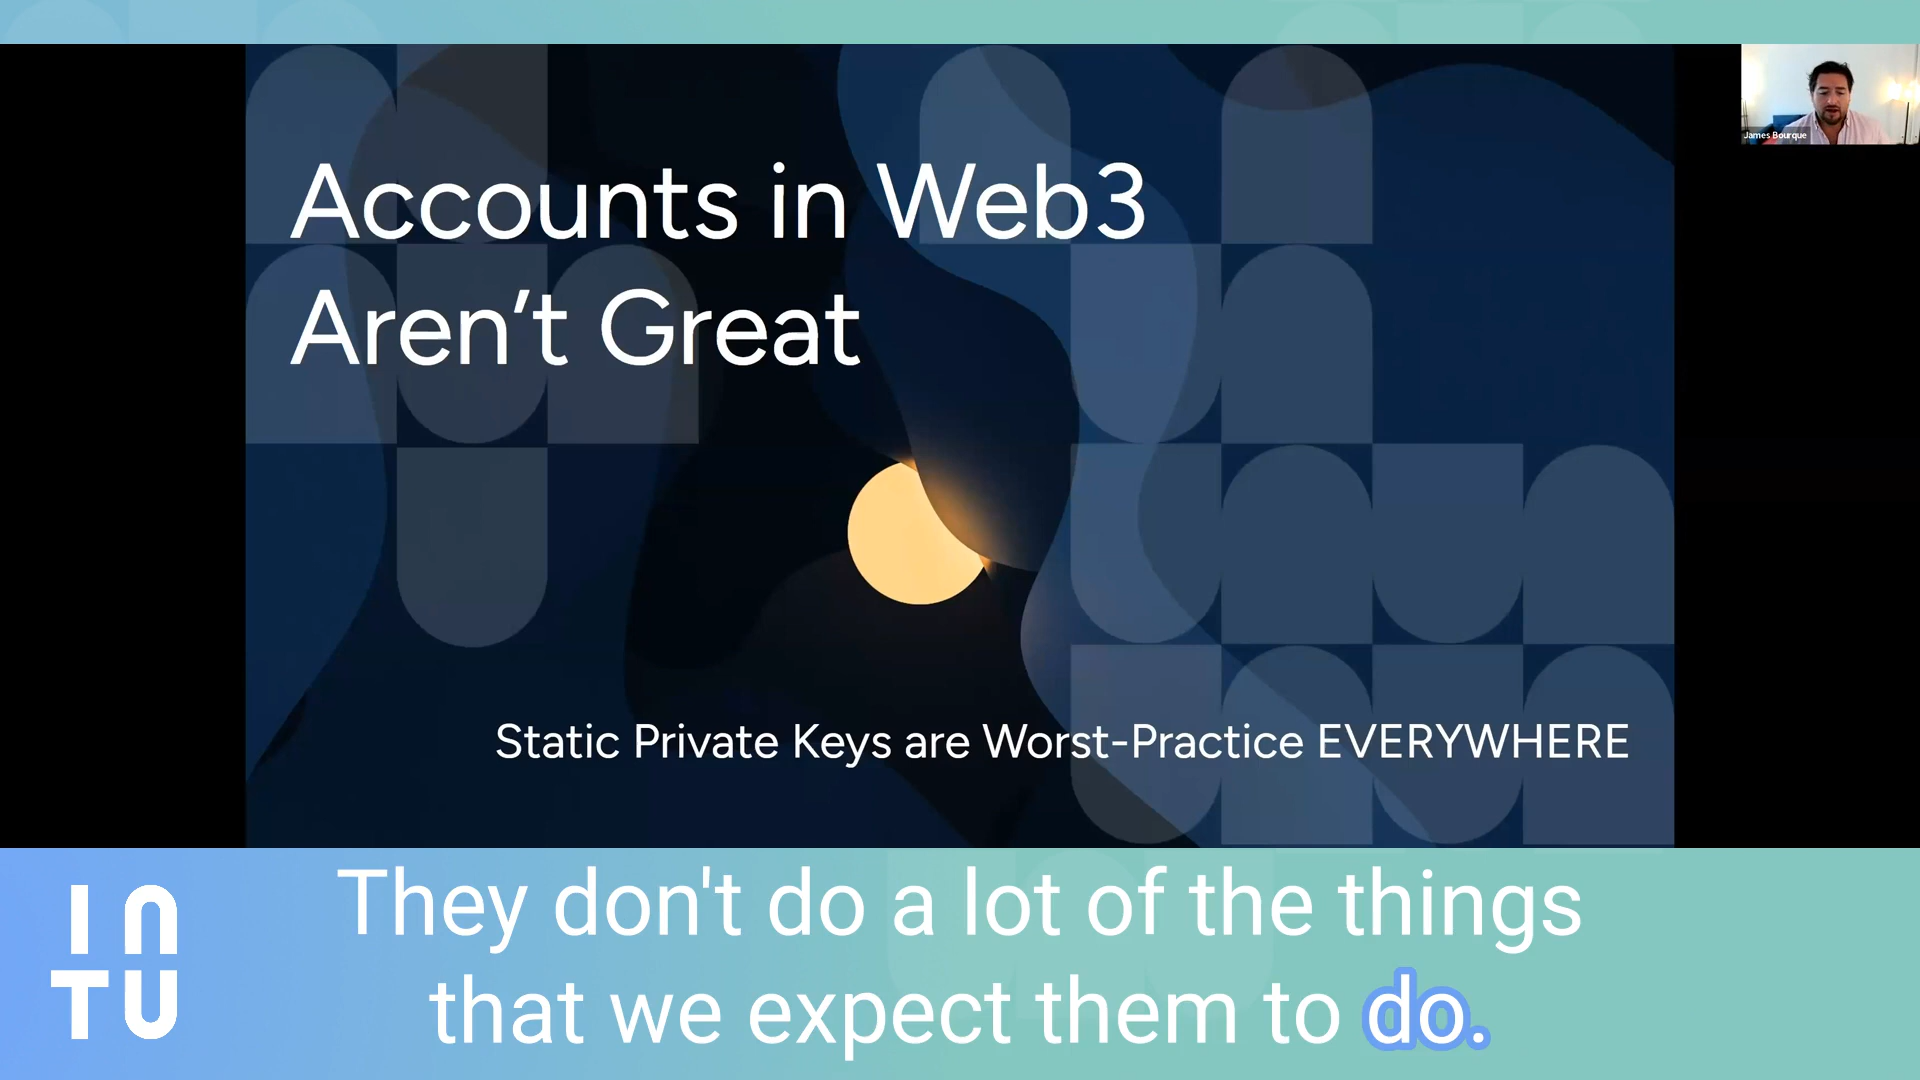 James Bourque
Accounts in Web3
Aren’t Great
Static Private Keys are Worst-Practice EVERYWHERE
IN
TU
They don't do a lot of the things
that we expect them to do.